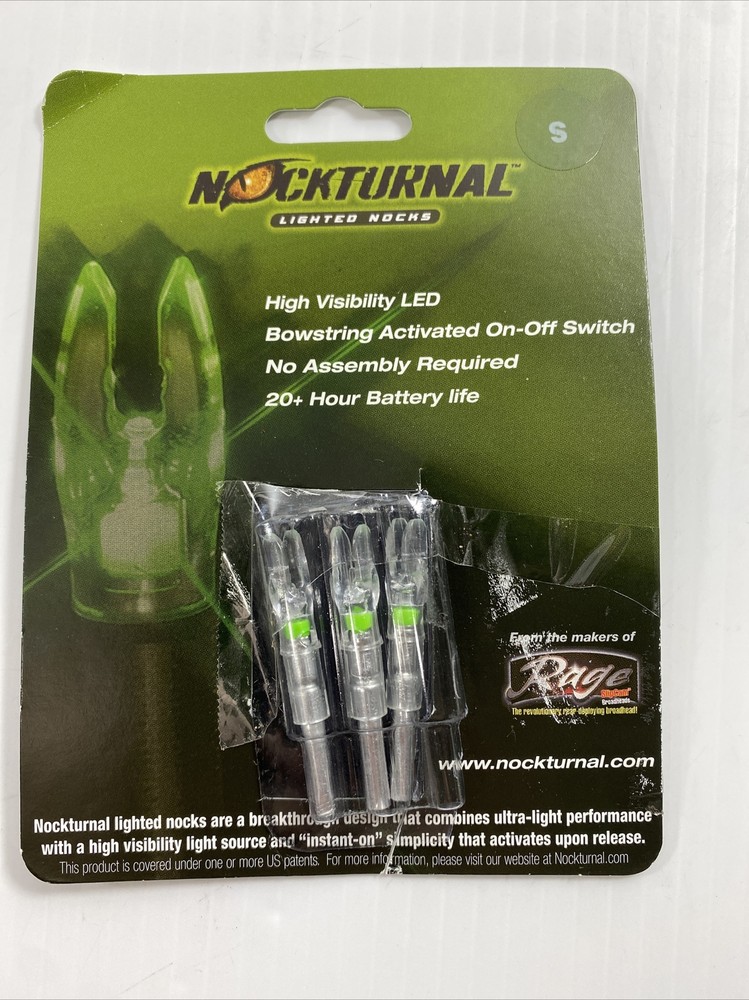 S
NOCKTURNAL™
LIGHTED NOCKS
High Visibility LED
Bowstring Activated On-Off Switch
No Assembly Required
20+ Hour Battery life
From the makers of
Rage
SlipCam
Broadheads
The revolutionary rear deploying broadhead!
www.nockturnal.com
Nockturnal lighted nocks are a breakthrough design that combines ultra-light performance
with a high visibility light source and “instant-on” simplicity that activates upon release.
This product is covered under one or more US patents. For more information, please visit our website at Nockturnal.com